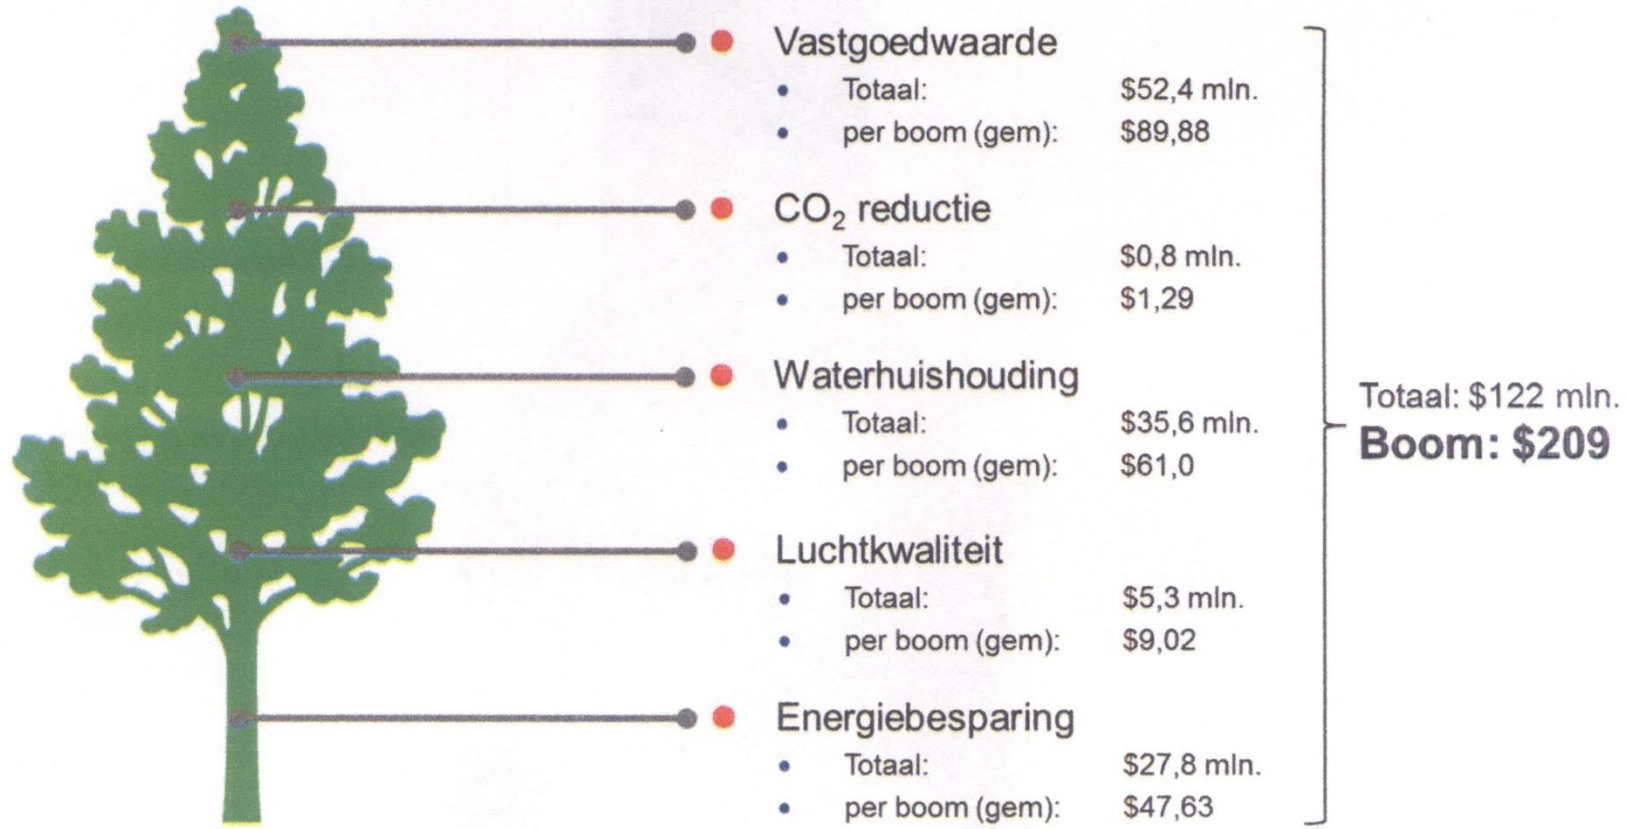 Vastgoedwaarde
• Totaal: $52,4 mln.
• per boom (gem): $89,88
CO₂ reductie
• Totaal: $0,8 mln.
• per boom (gem): $1,29
Waterhuishouding
• Totaal: $35,6 mln.
• per boom (gem): $61,0
Luchtkwaliteit
• Totaal: $5,3 mln.
• per boom (gem): $9,02
Energiebesparing
• Totaal: $27,8 mln.
• per boom (gem): $47,63
Totaal: $122 mln.
Boom: $209